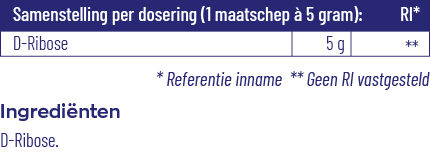 Samenstelling per dosering (1 maatschep à 5 gram): RI*
D-Ribose 5 g **
* Referentie inname ** Geen RI vastgesteld
Ingrediënten
D-Ribose.